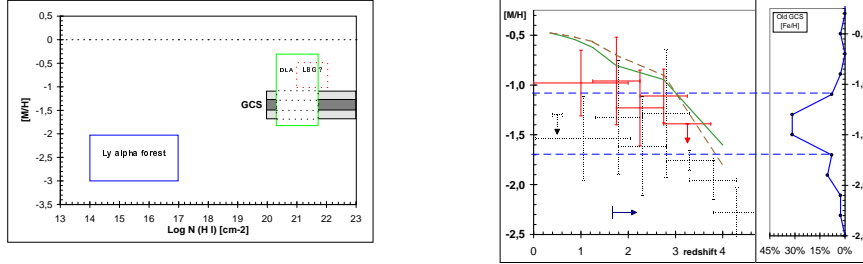 [M/H]
0,5
0
-0,5
-1
-1,5
-2
-2,5
-3
-3,5
DLA
LBG ?
GCS
Ly alpha forest
13 14 15 16 17 18 19 20 21 22 23
Log N (H I) [cm-2]
[M/H]
-0,5
-1,0
-1,5
-2,0
-2,5
0 1 2 3 4
redshift
Old GCS
[Fe/H]
45% 30% 15% 0%